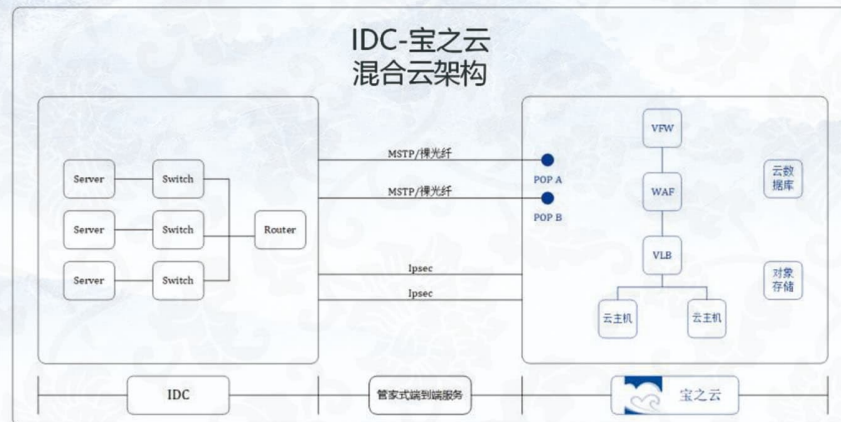 IDC-宝之云
混合云架构
Server
Switch
Server
Switch
Router
Server
Switch
MSTP/裸光纤
MSTP/裸光纤
Ipsec
Ipsec
POP A
POP B
VFW
WAF
VLB
云主机
云主机
云数
据库
对象
存储
IDC
管家式端到端服务
宝之云